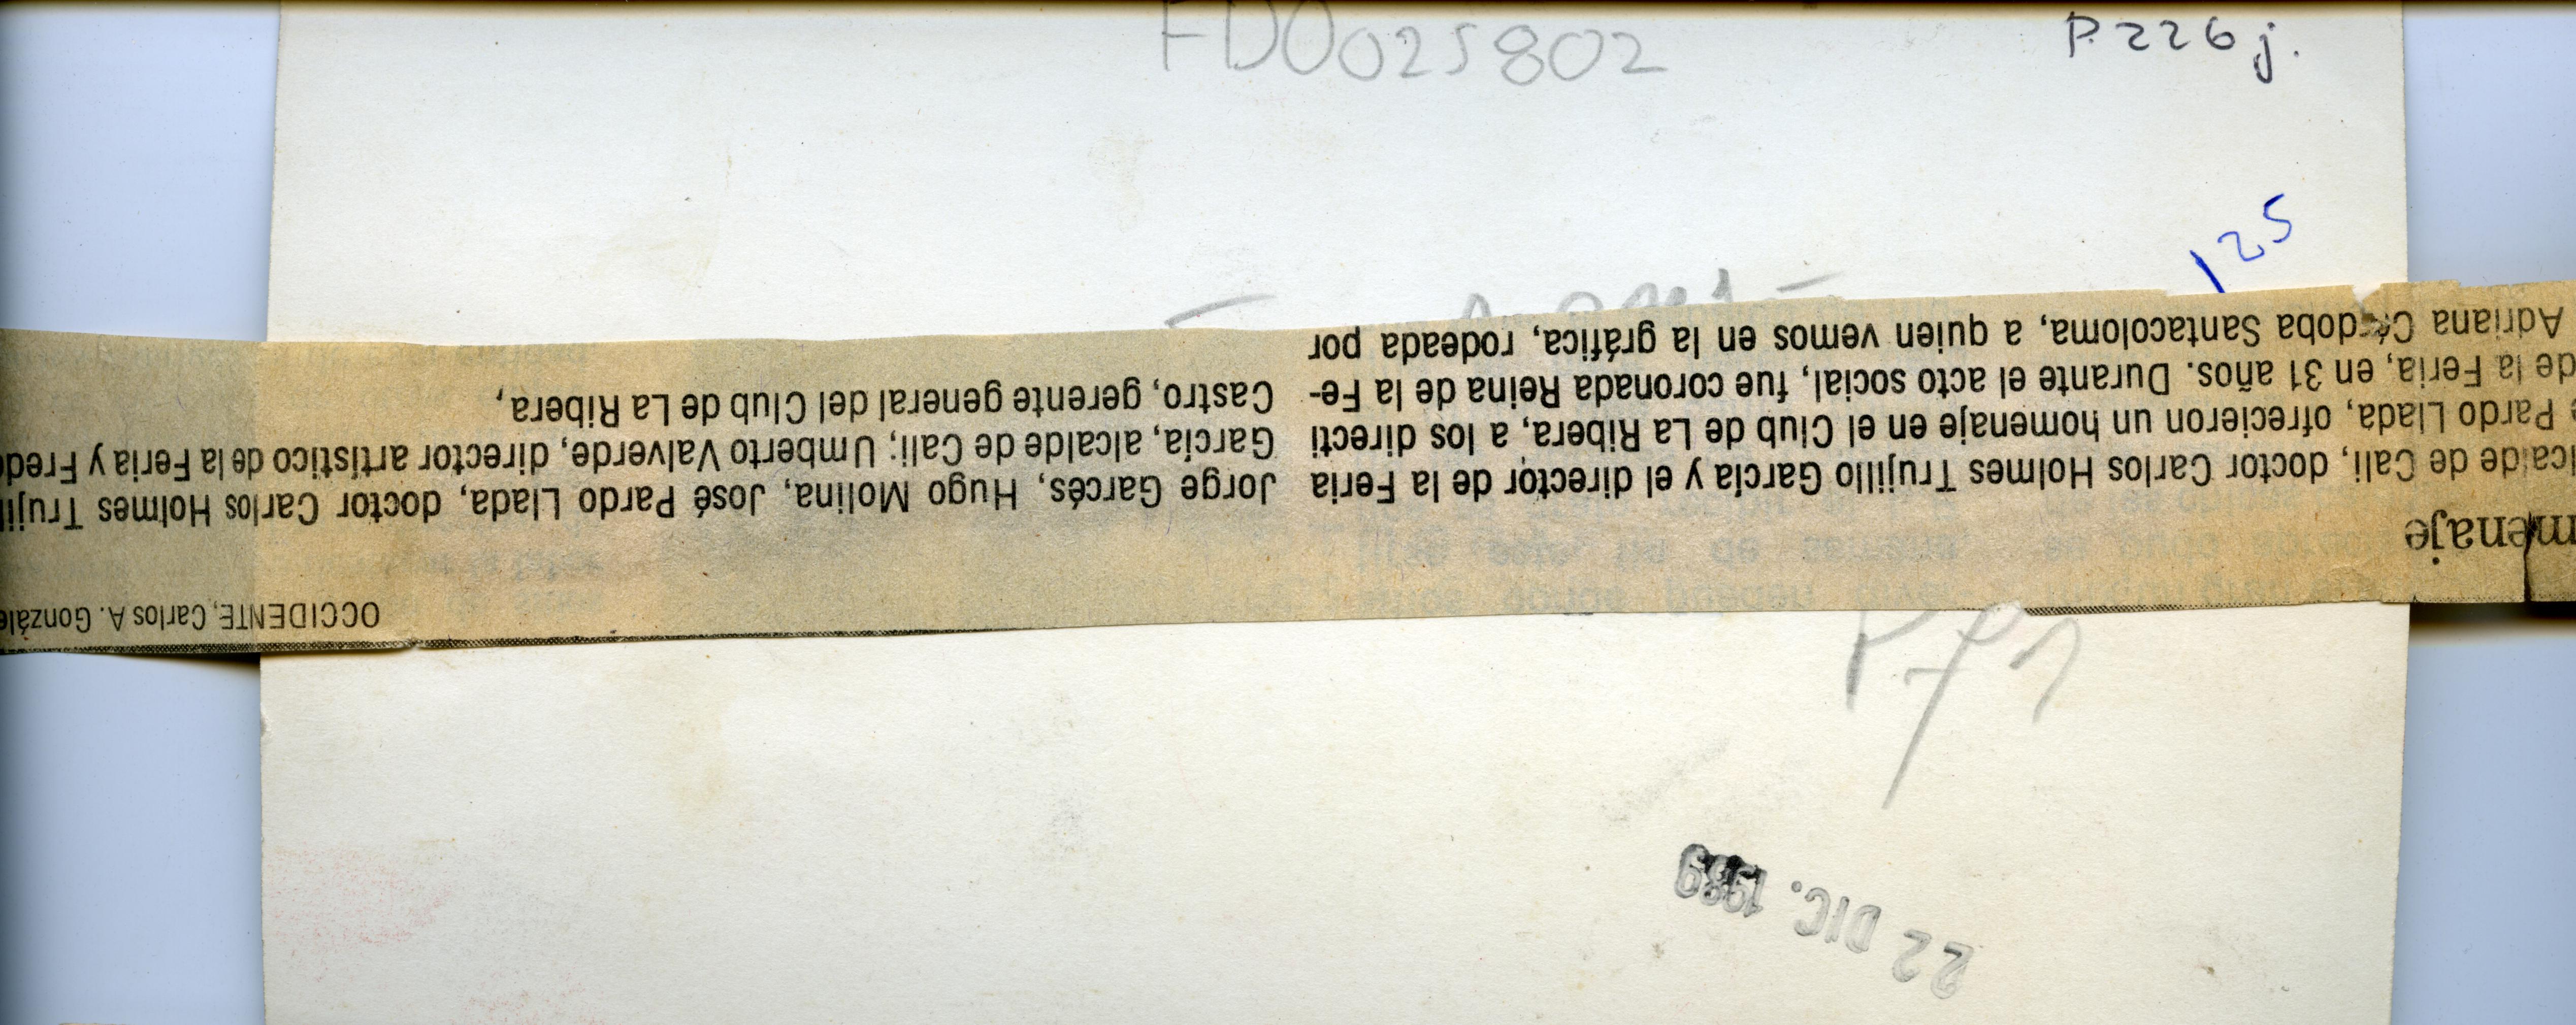 FD0025802
P.226j.
125
OCCIDENTE, Carlos A. Gonzále
menaje
lcalde de Cali, doctor Carlos Holmes Trujillo García y el director de la Feria
Pardo Llada, ofrecieron un homenaje en el Club de La Ribera, a los directi
de la Feria, en 31 años. Durante el acto social, fue coronada Reina de la Fe-
Adriana Córdoba Santacoloma, a quien vemos en la gráfica, rodeada por
Jorge Garcés, Hugo Molina, José Pardo Llada, doctor Carlos Holmes Trujill
García, alcalde de Cali; Umberto Valverde, director artístico de la Feria y Fred
Castro, gerente general del Club de La Ribera,
P71
22 DIC. 1989